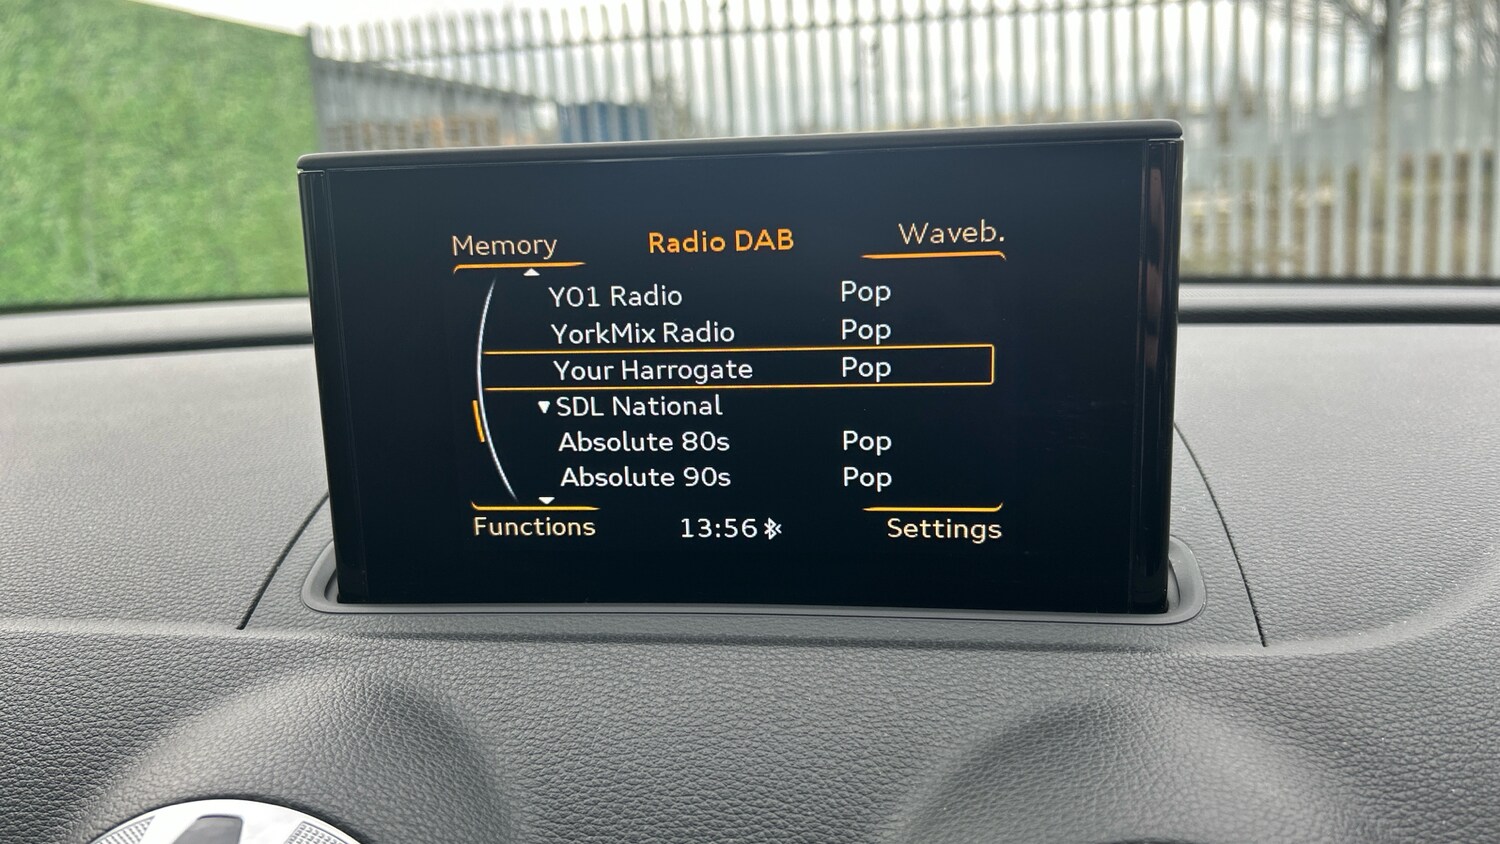 Memory Radio DAB Waveb.
YO1 Radio Pop
YorkMix Radio Pop
Your Harrogate Pop
▼ SDL National
Absolute 80s Pop
Absolute 90s Pop
Functions 13:56 Settings